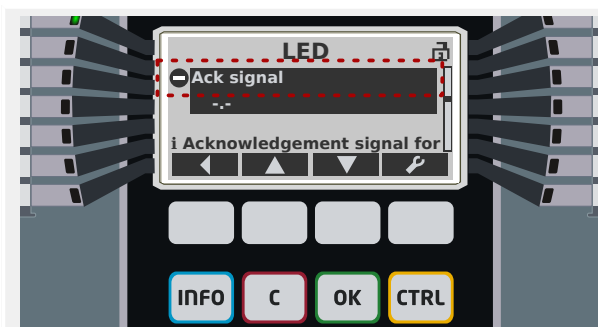 LED
Ack signal
-.-
i Acknowledgement signal for
INFO C OK CTRL